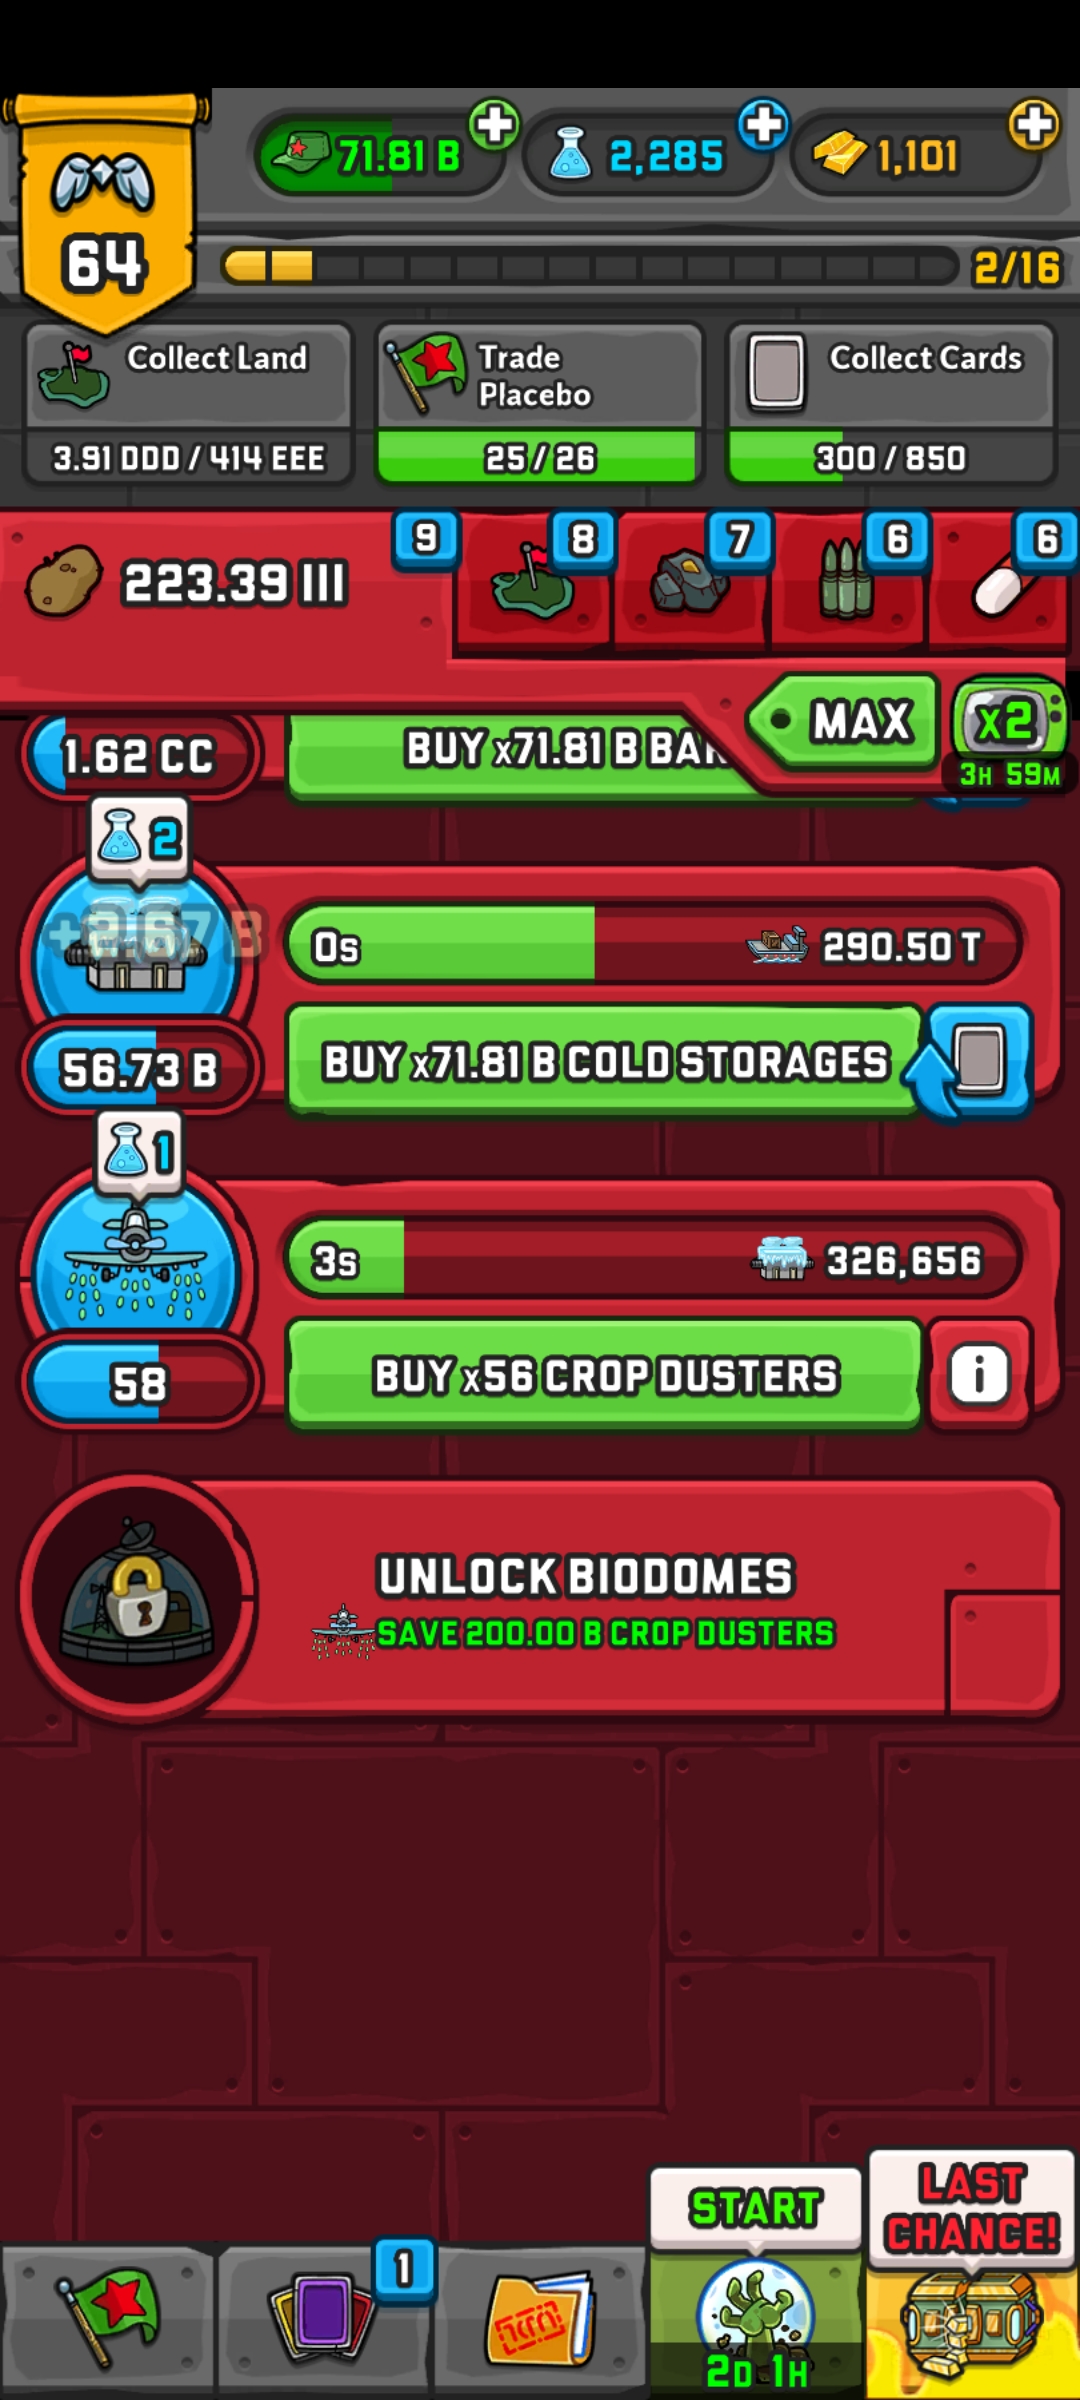 71.81 B
2,285
1,101
64
2/16
Collect Land
3.91 DDD / 414 EEE
Trade
Placebo
25 / 26
Collect Cards
300 / 850
223.39 III
9
8
7
6
6
MAX
x2
3H 59M
1.62 CC
BUY x71.81 B BAR
2
+2.67 B
0s
290.50 T
56.73 B
BUY x71.81 B COLD STORAGES
1
3s
326,656
58
BUY x56 CROP DUSTERS
i
UNLOCK BIODOMES
SAVE 200.00 B CROP DUSTERS
START
LAST
CHANCE!
1
2D 1H